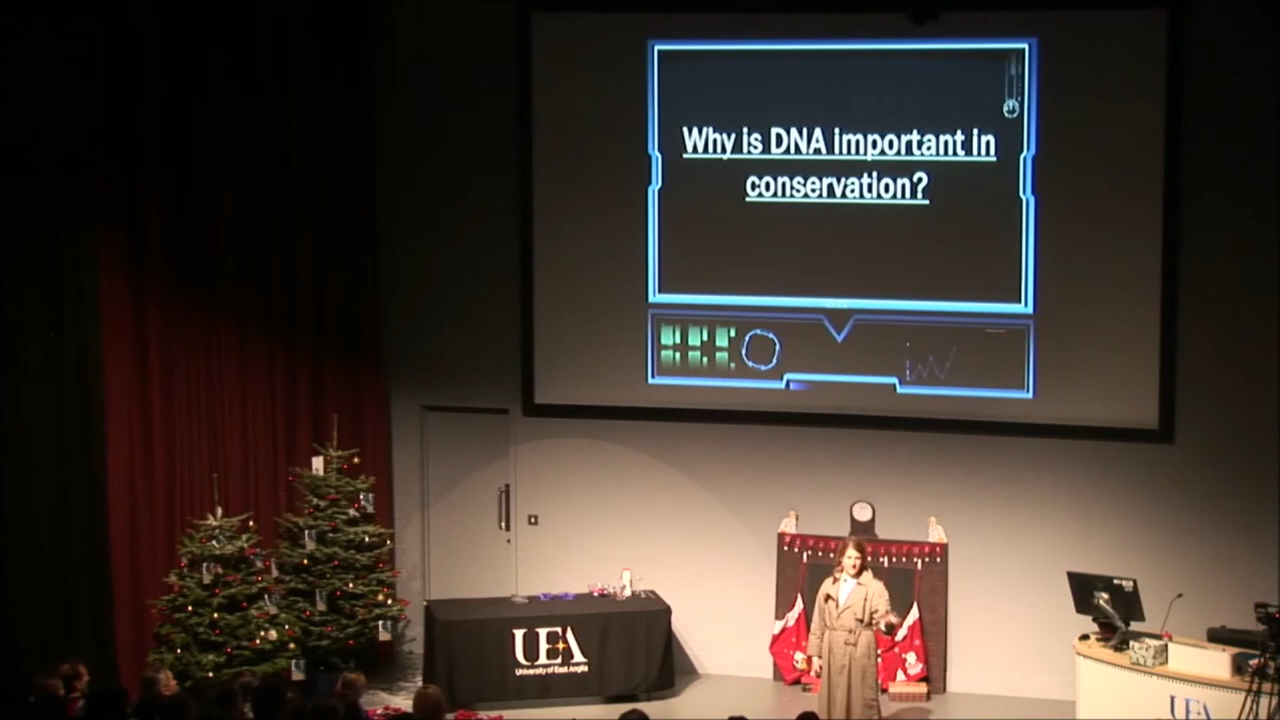 Why is DNA important in
conservation?
UEA
University of East Anglia
UEA